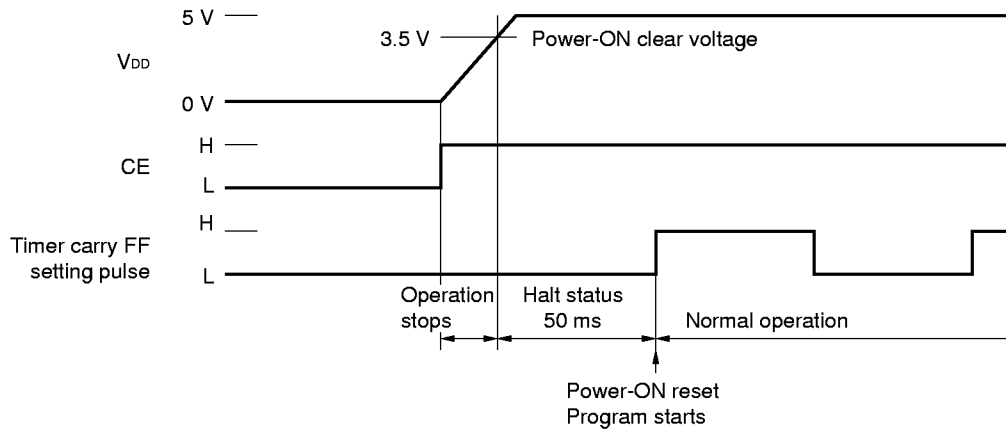 5 V
3.5 V
Power-ON clear voltage
VDD
0 V
H
CE
L
H
Timer carry FF
setting pulse
L
Operation
stops
Halt status
50 ms
Normal operation
Power-ON reset
Program starts